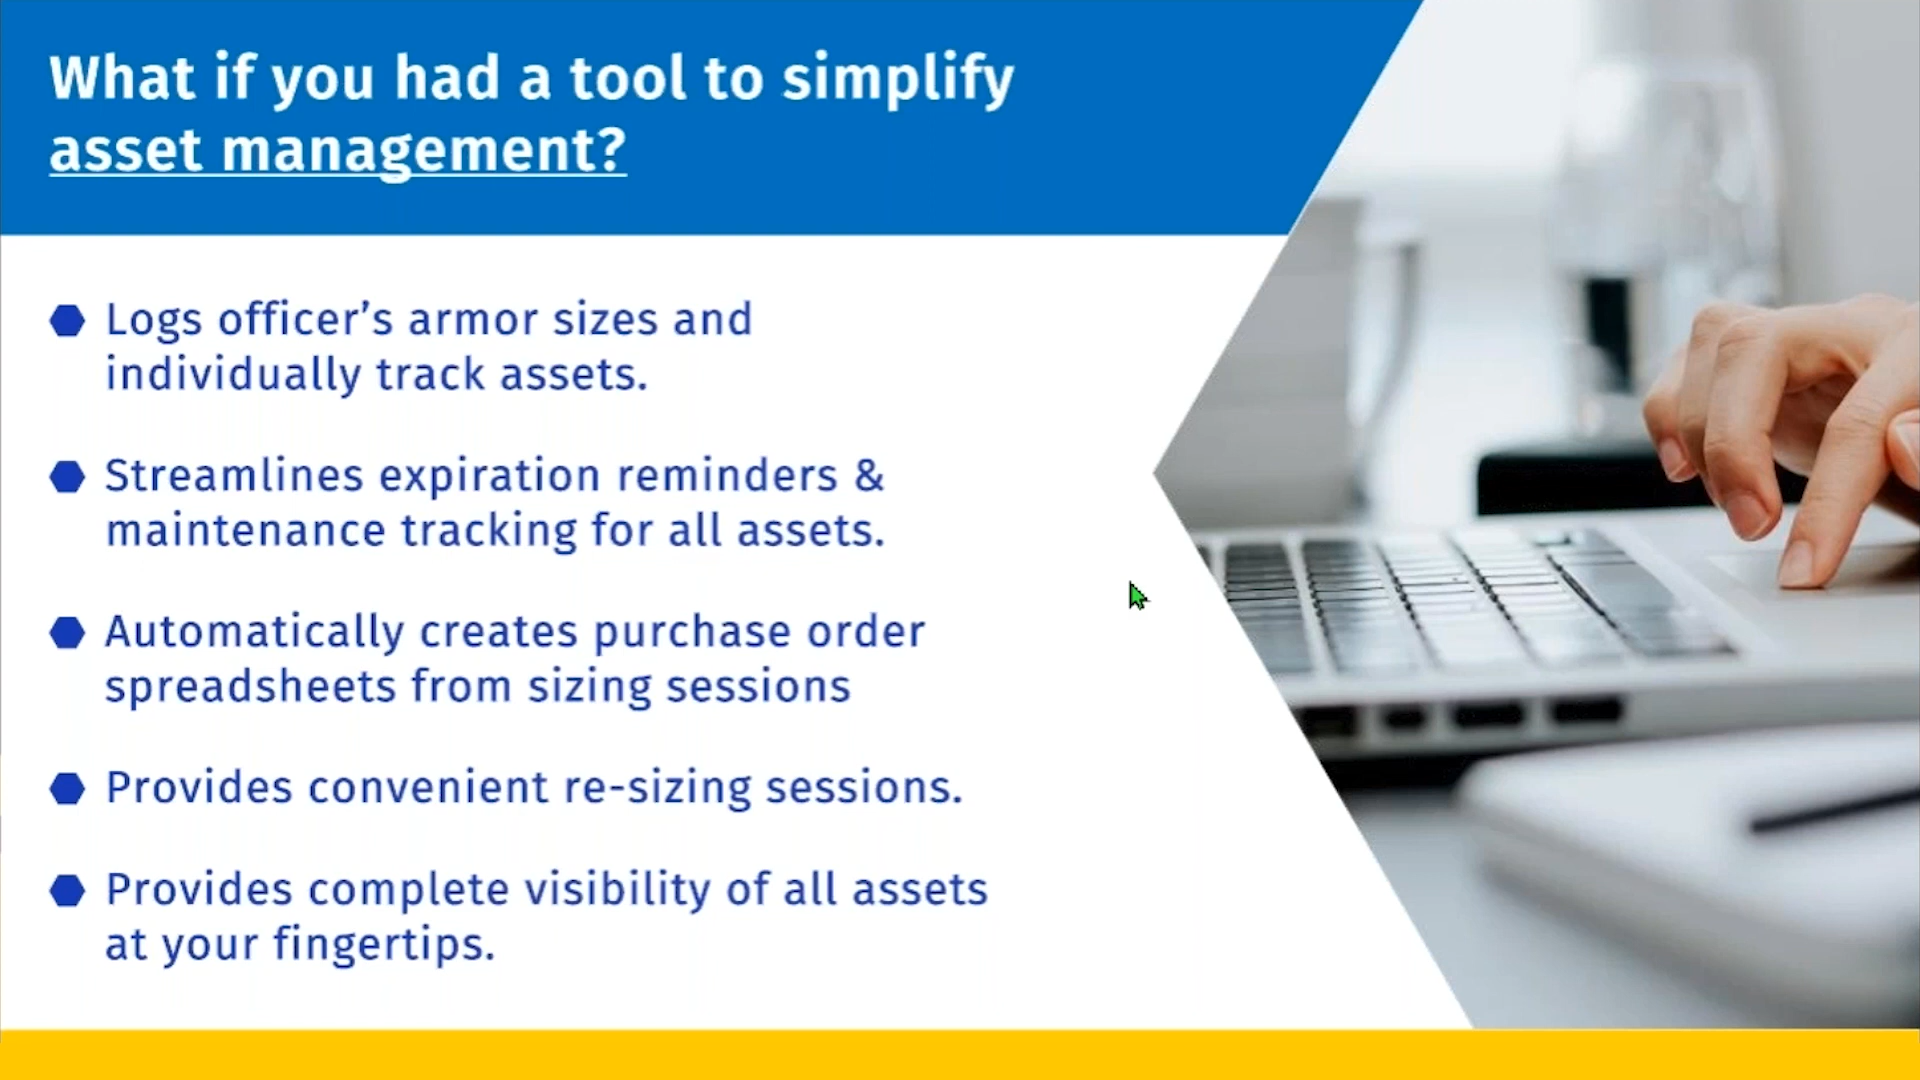 What if you had a tool to simplify
asset management?
Logs officer’s armor sizes and
individually track assets.
Streamlines expiration reminders &
maintenance tracking for all assets.
Automatically creates purchase order
spreadsheets from sizing sessions
Provides convenient re-sizing sessions.
Provides complete visibility of all assets
at your fingertips.